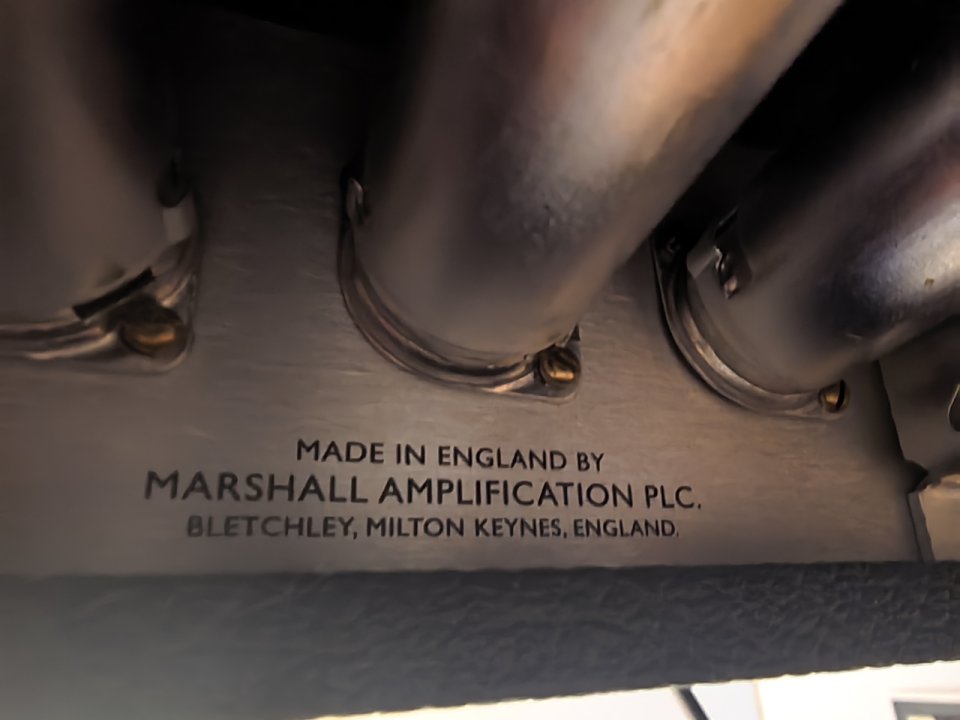 MADE IN ENGLAND BY
MARSHALL AMPLIFICATION PLC.
BLETCHLEY, MILTON KEYNES, ENGLAND.